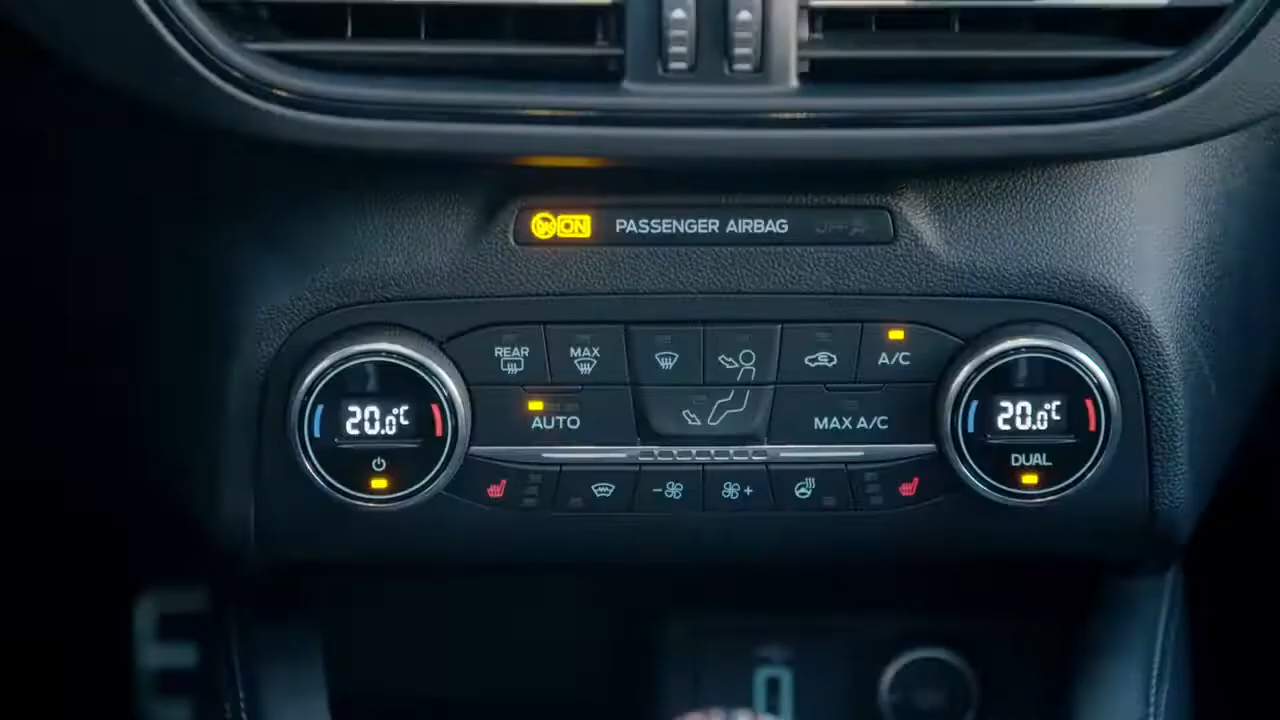 ON PASSENGER AIRBAG
REAR MAX A/C
AUTO MAX A/C
20.0°C 20.0°C
DUAL